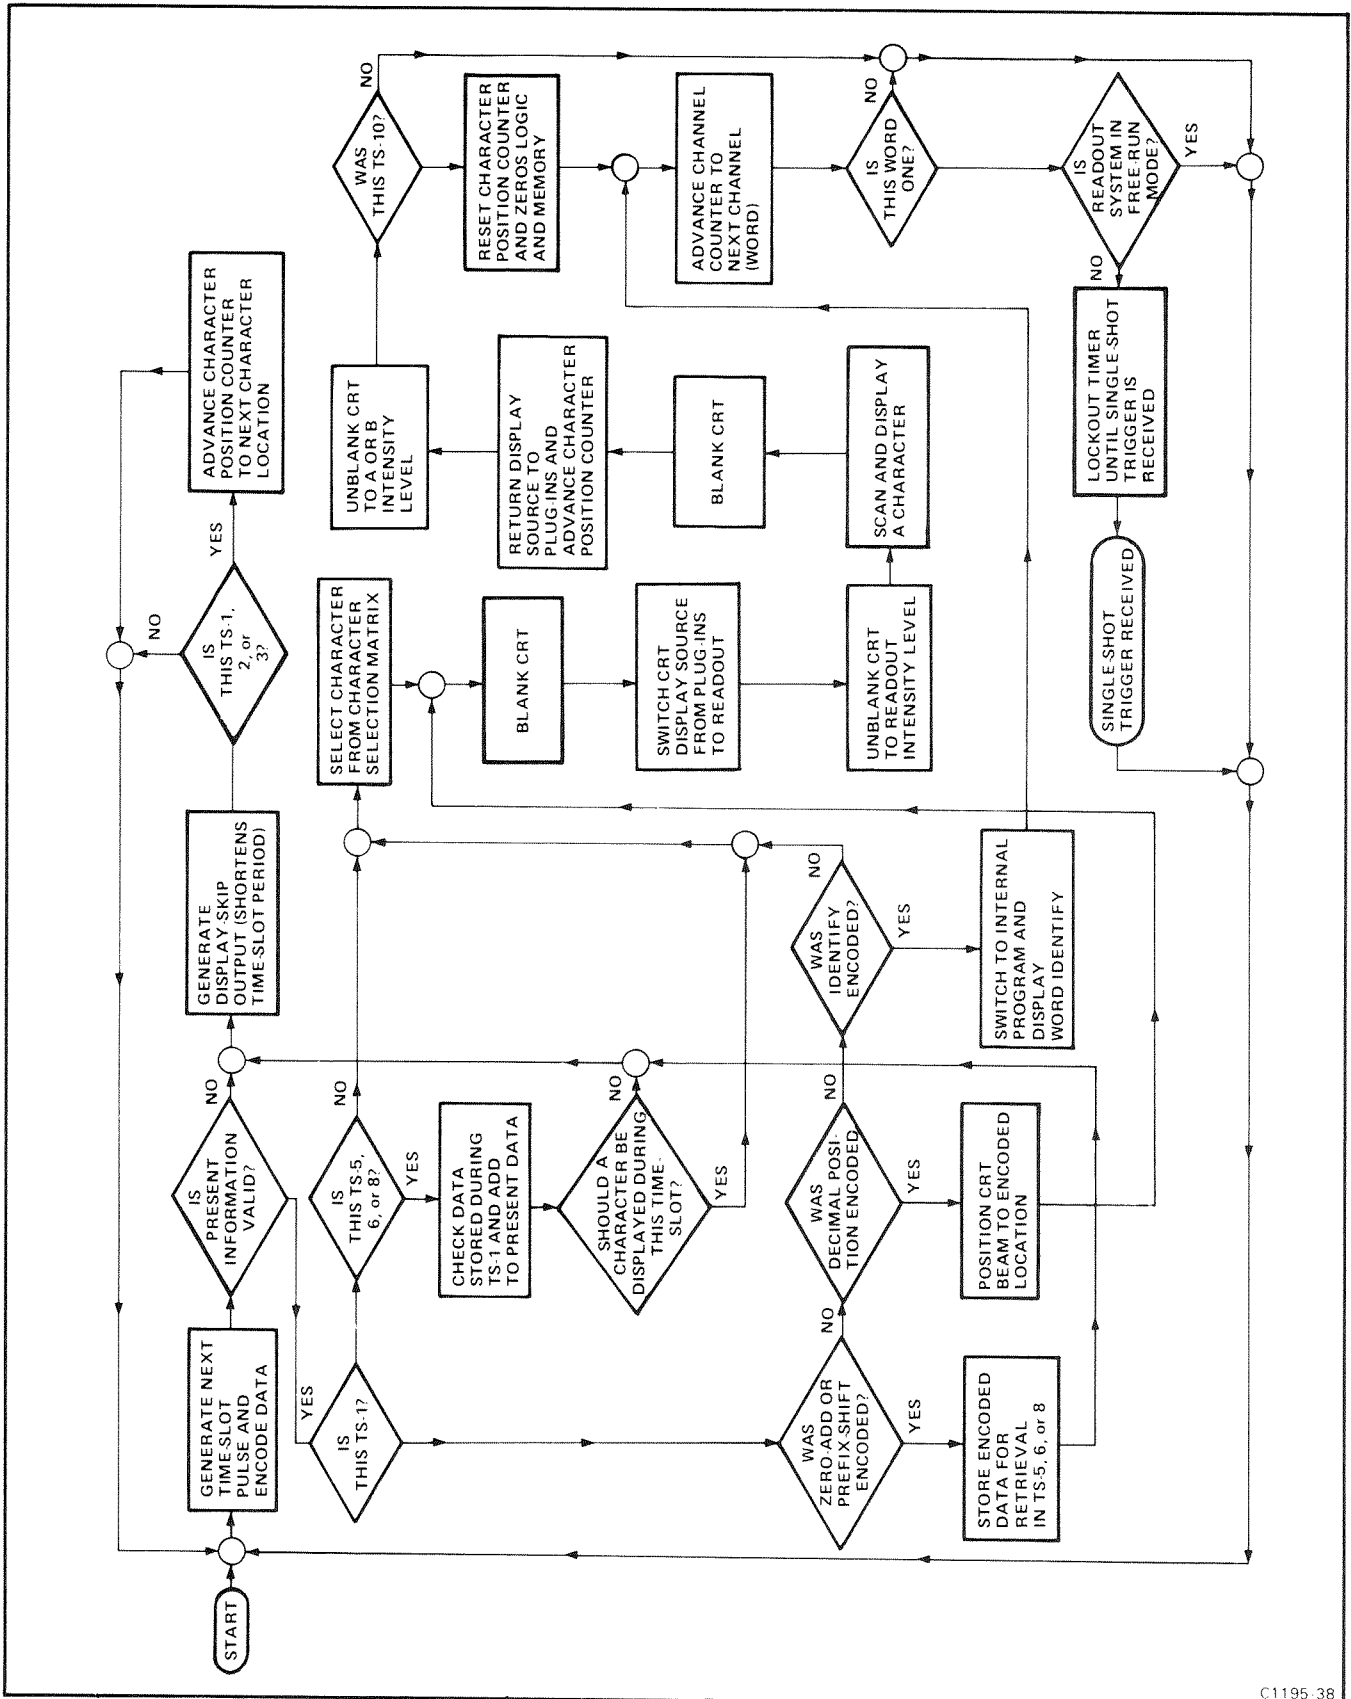 START
GENERATE NEXT
TIME-SLOT
PULSE AND
ENCODE DATA
IS
PRESENT
INFORMATION
VALID?
NO
YES
GENERATE
DISPLAY-SKIP
OUTPUT (SHORTENS
TIME-SLOT PERIOD)
IS
THIS TS-1,
2, or
3?
NO
YES
ADVANCE CHARACTER
POSITION COUNTER
TO NEXT CHARACTER
LOCATION
IS
THIS TS-1?
IS
THIS TS-5,
6, or 8?
NO
YES
CHECK DATA
STORED DURING
TS-1 AND ADD
TO PRESENT DATA
SHOULD A
CHARACTER BE
DISPLAYED DURING
THIS TIME-
SLOT?
NO
YES
WAS
ZERO-ADD OR
PREFIX-SHIFT
ENCODED?
NO
YES
STORE ENCODED
DATA FOR
RETRIEVAL
IN TS-5, 6, or 8
WAS
DECIMAL POSI-
TION ENCODED
NO
YES
POSITION CRT
BEAM TO ENCODED
LOCATION
WAS
IDENTIFY
ENCODED?
NO
YES
SWITCH TO INTERNAL
PROGRAM AND
DISPLAY
WORD IDENTIFY
SELECT CHARACTER
FROM CHARACTER
SELECTION MATRIX
BLANK CRT
SWITCH CRT
DISPLAY SOURCE
FROM PLUG-INS
TO READOUT
UNBLANK CRT
TO READOUT
INTENSITY LEVEL
SCAN AND DISPLAY
A CHARACTER
BLANK CRT
RETURN DISPLAY
SOURCE TO
PLUG-INS AND
ADVANCE CHARACTER
POSITION COUNTER
UNBLANK CRT
TO A OR B
INTENSITY
LEVEL
WAS
THIS TS-10?
NO
RESET CHARACTER
POSITION COUNTER
AND ZEROS LOGIC
AND MEMORY
ADVANCE CHANNEL
COUNTER TO
NEXT CHANNEL
(WORD)
IS
THIS WORD
ONE?
NO
IS
READOUT
SYSTEM IN
FREE-RUN
MODE?
YES
NO
LOCKOUT TIMER
UNTIL SINGLE-SHOT
TRIGGER IS
RECEIVED
SINGLE-SHOT
TRIGGER RECEIVED
C1195-38